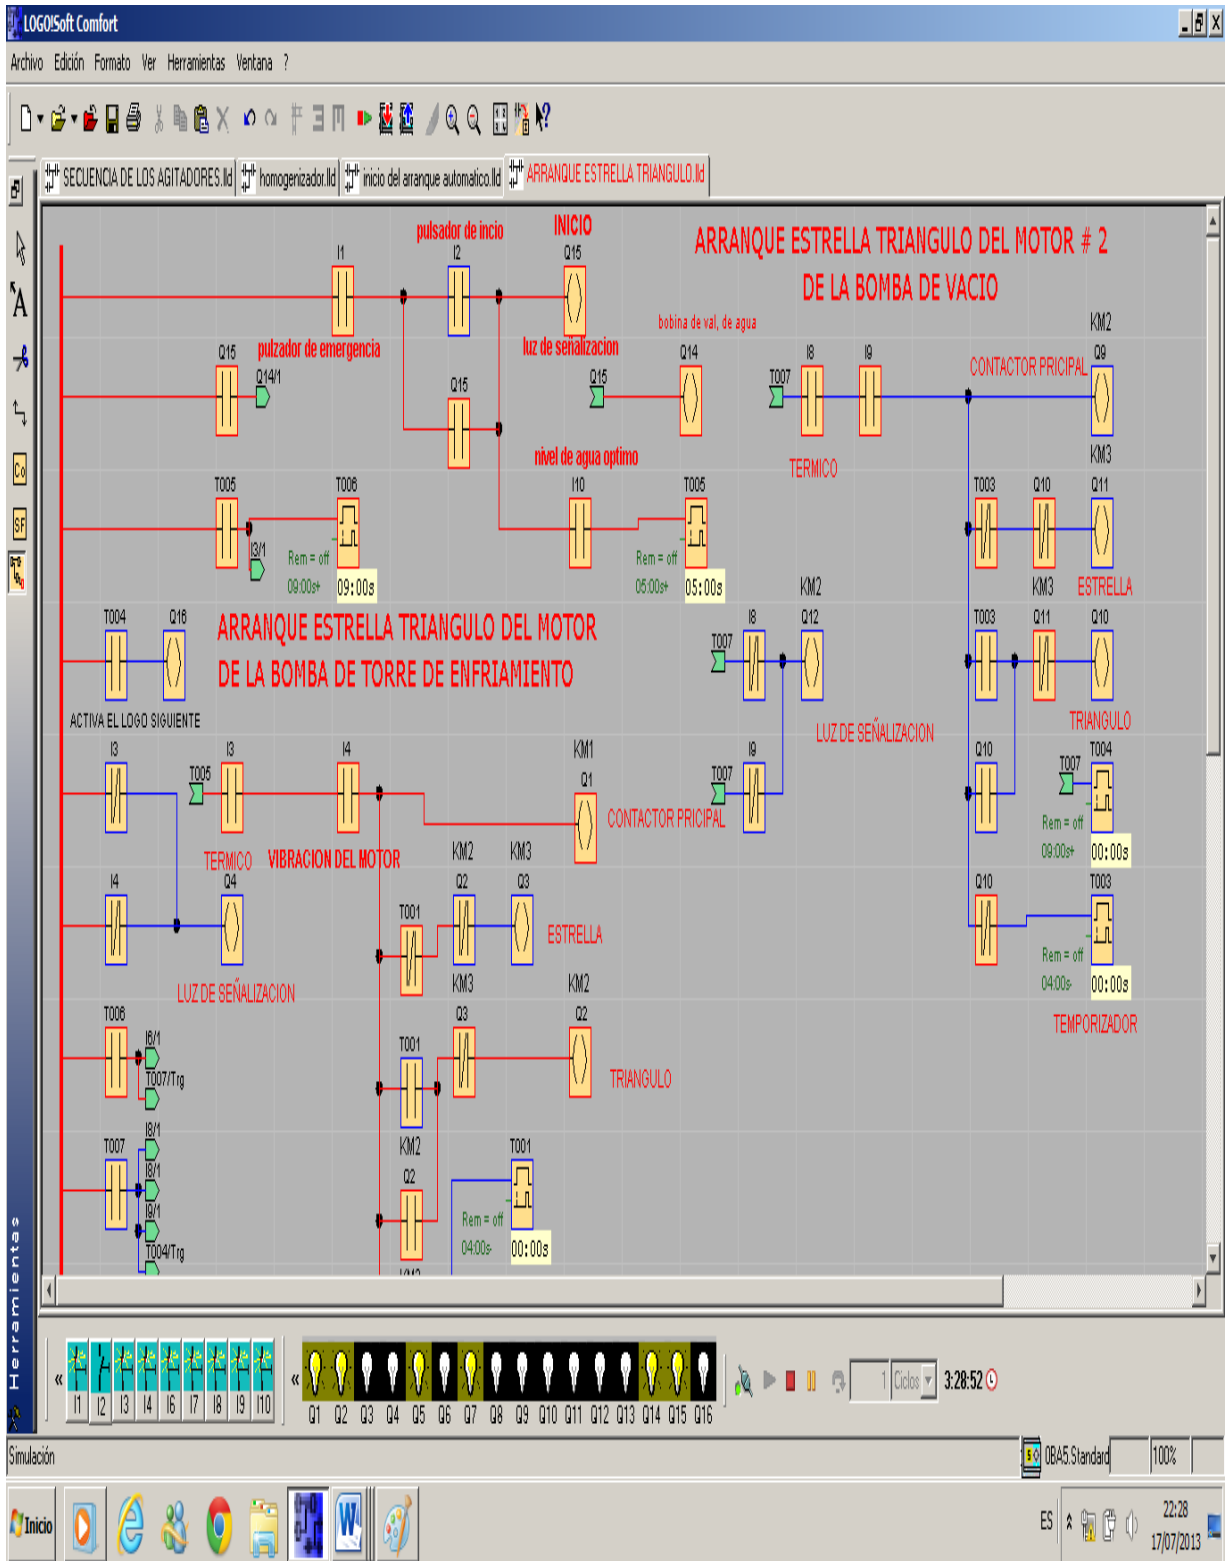 LOGO!Soft Comfort
Archivo Edición Formato Ver Herramientas Ventana ?
SECUENCIA DE LOS AGITADORES.lld homogenizador.lld inicio del arranque automatico.lld ARRANQUE ESTRELLA TRIANGULO.lld
pulsador de incio INICIO
ARRANQUE ESTRELLA TRIANGULO DEL MOTOR # 2
DE LA BOMBA DE VACIO
I1 I2 Q15
bobina de val, de agua
KM2
pulzador de emergencia luz de señalizacion
Q15 Q14/1 Q15 Q15 Q14 T007 I8 I9 CONTACTOR PRICIPAL Q9
nivel de agua optimo
TERMICO
KM3
T005 T006 I10 T005 T003 Q10 Q11
I3/1
Rem = off Rem = off
09:00s+ 09:00s 05:00s+ 05:00s
KM2 KM3 ESTRELLA
T004 Q16
ARRANQUE ESTRELLA TRIANGULO DEL MOTOR
DE LA BOMBA DE TORRE DE ENFRIAMIENTO
T007 I8 Q12 T003 Q11 Q10
ACTIVA EL LOGO SIGUIENTE
LUZ DE SEÑALIZACION
TRIANGULO
I3 T005 I3 I4 KM1 Q1 T007 I9 Q10 T007 T004
CONTACTOR PRICIPAL
Rem = off
09:00s+ 00:00s
TERMICO VIBRACION DEL MOTOR
KM2 KM3
I4 Q4 Q2 Q3 Q10 T003
T001 ESTRELLA
Rem = off
04:00s- 00:00s
LUZ DE SEÑALIZACION
KM3 KM2
TEMPORIZADOR
T006 I6/1 T007/Trg T001 Q3 Q2
TRIANGULO
T007 I8/1 I8/1 I9/1 T004/Trg
KM2
Q2 T001
Rem = off
04:00s- 00:00s
Herramientas
« I1 I2 I3 I4 I6 I7 I8 I9 I10 « Q1 Q2 Q3 Q4 Q5 Q6 Q7 Q8 Q9 Q10 Q11 Q12 Q13 Q14 Q15 Q16 1 Ciclos 3:28:52
Simulación 0BA5.Standard 100%
Inicio ES 22:28
17/07/2013